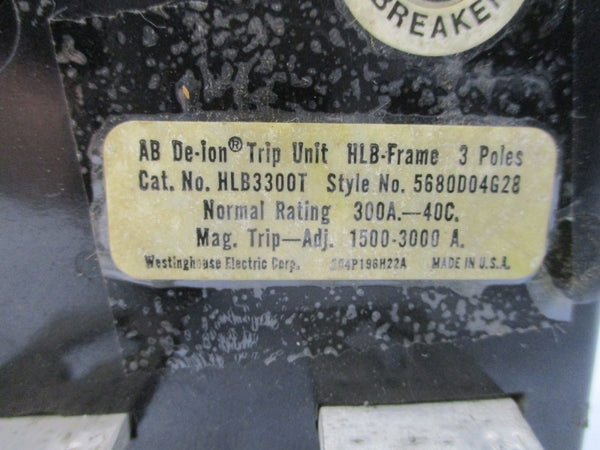 BREAKER
AB De-ion® Trip Unit HLB-Frame 3 Poles
Cat. No. HLB3300T Style No. 5680D04G28
Normal Rating 300A.—40C.
Mag. Trip—Adj. 1500-3000 A.
Westinghouse Electric Corp. MADE IN U.S.A.